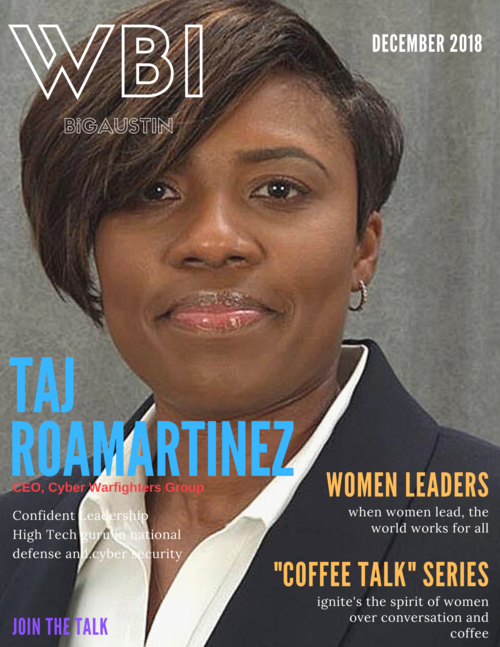 WBI
DECEMBER 2018
BiGAUSTIN
TAJ
ROAMARTINEZ
CEO, Cyber Warfighters Group
Confident Leadership
High Tech guru in national
defense and cyber security
JOIN THE TALK
WOMEN LEADERS
when women lead, the
world works for all
"COFFEE TALK" SERIES
ignite's the spirit of women
over conversation and
coffee